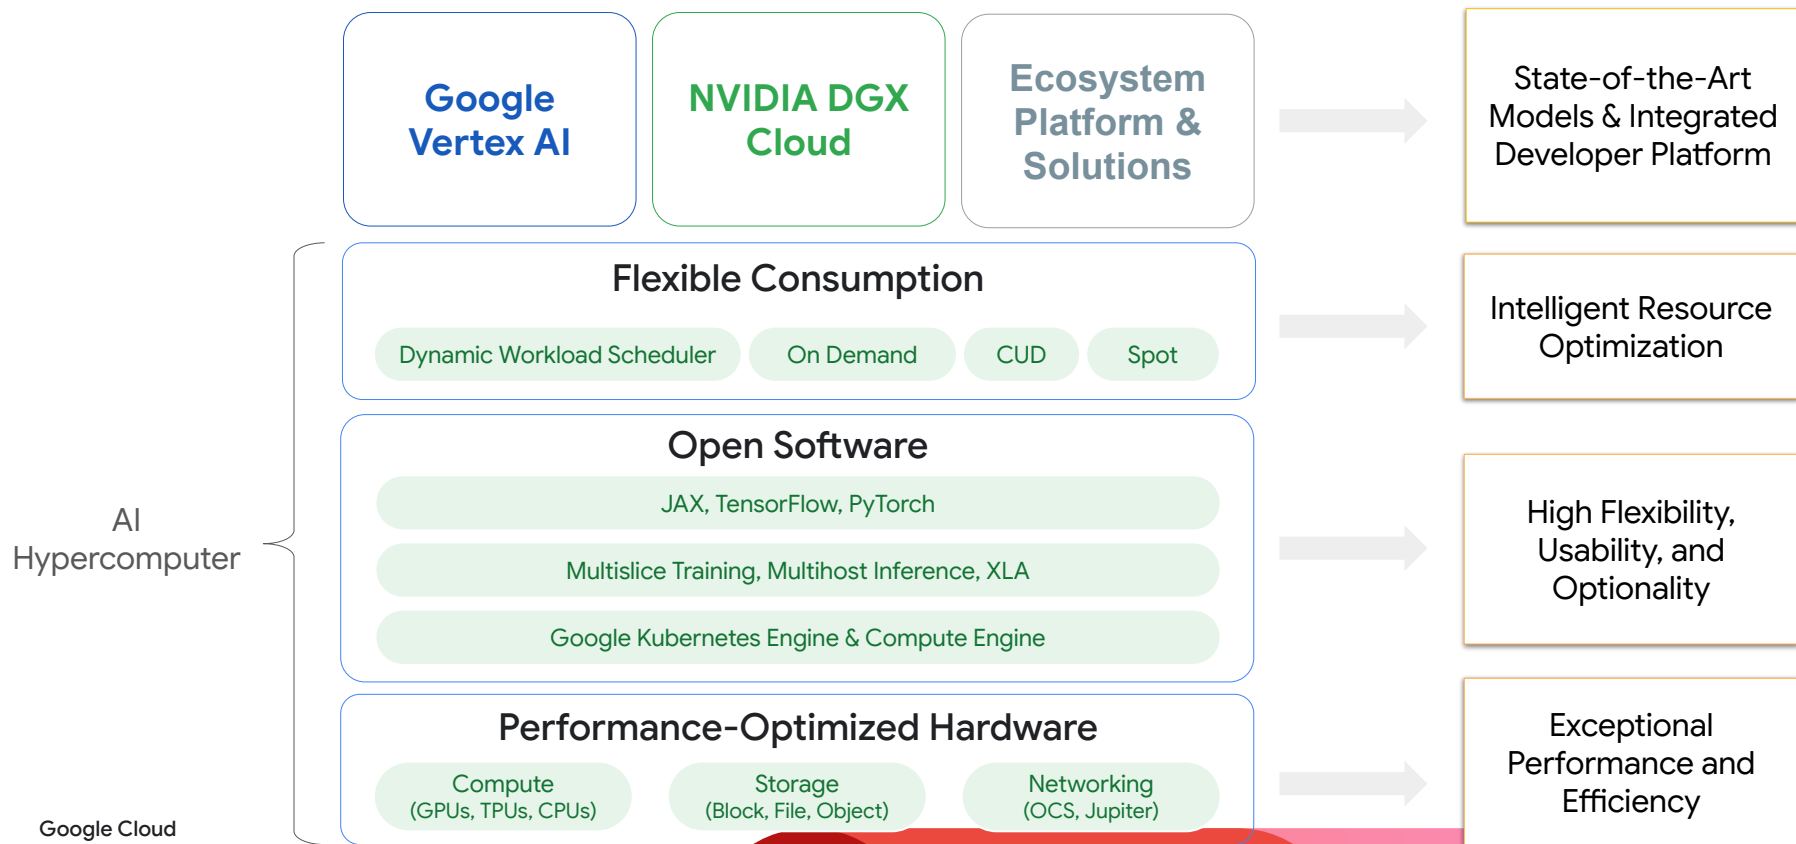 Google
Vertex AI
NVIDIA DGX
Cloud
Ecosystem
Platform &
Solutions
State-of-the-Art
Models & Integrated
Developer Platform
Flexible Consumption
Dynamic Workload Scheduler
On Demand
CUD
Spot
Intelligent Resource
Optimization
AI
Hypercomputer
Open Software
JAX, TensorFlow, PyTorch
Multislice Training, Multihost Inference, XLA
Google Kubernetes Engine & Compute Engine
High Flexibility,
Usability, and
Optionality
Performance-Optimized Hardware
Compute
(GPUs, TPUs, CPUs)
Storage
(Block, File, Object)
Networking
(OCS, Jupiter)
Exceptional
Performance and
Efficiency
Google Cloud